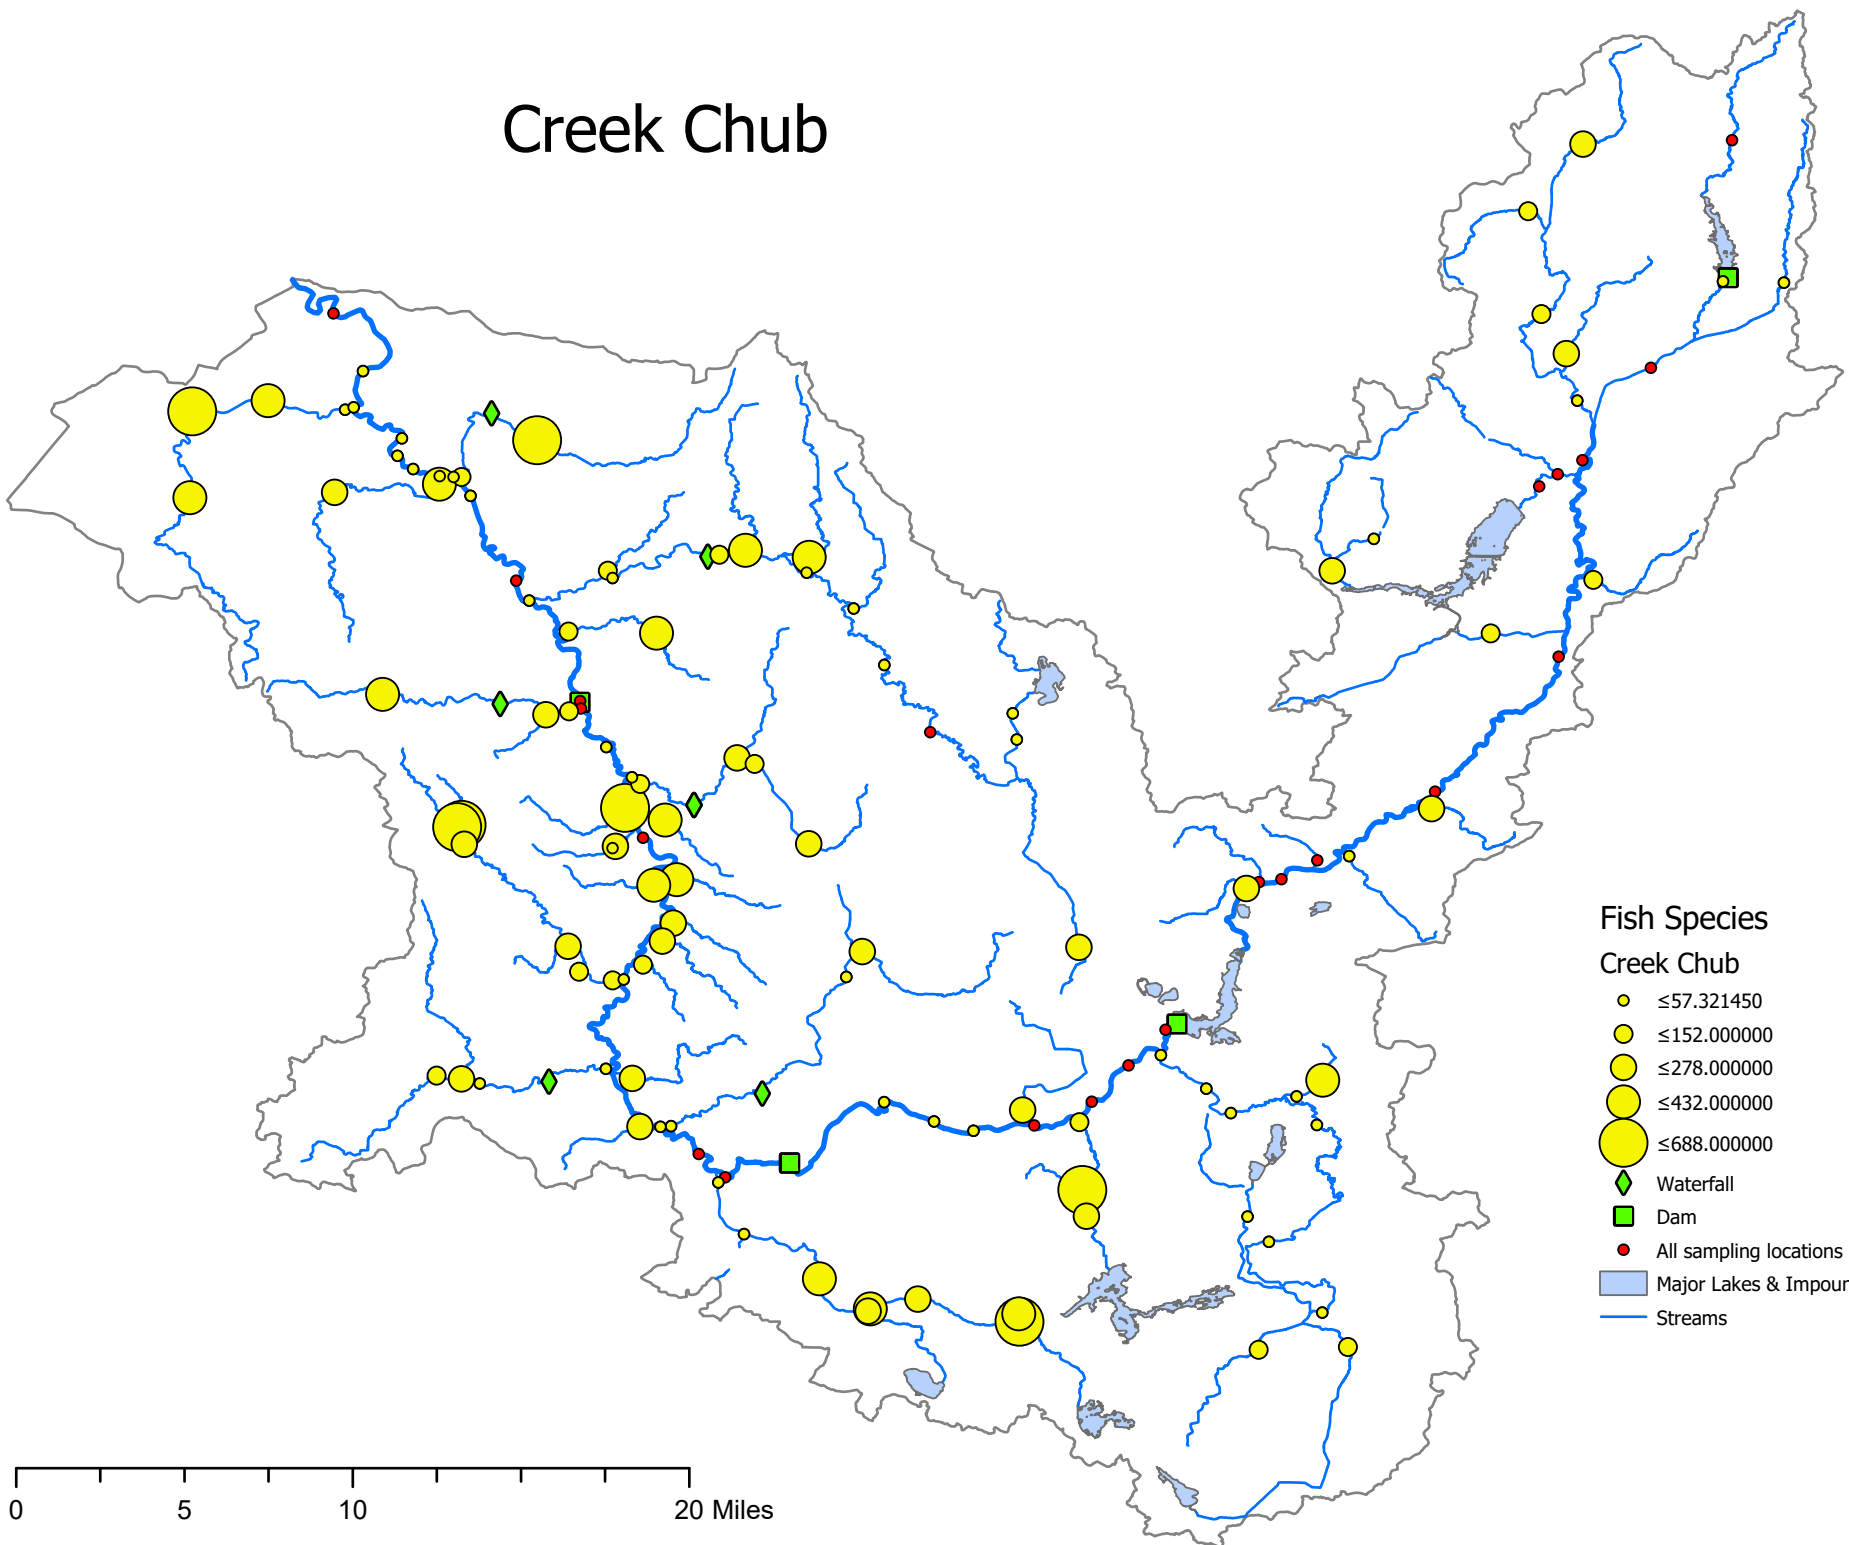 Creek Chub
Fish Species
Creek Chub
≤57.321450
≤152.000000
≤278.000000
≤432.000000
≤688.000000
Waterfall
Dam
All sampling locations
Major Lakes & Impour
Streams
0 5 10 20 Miles